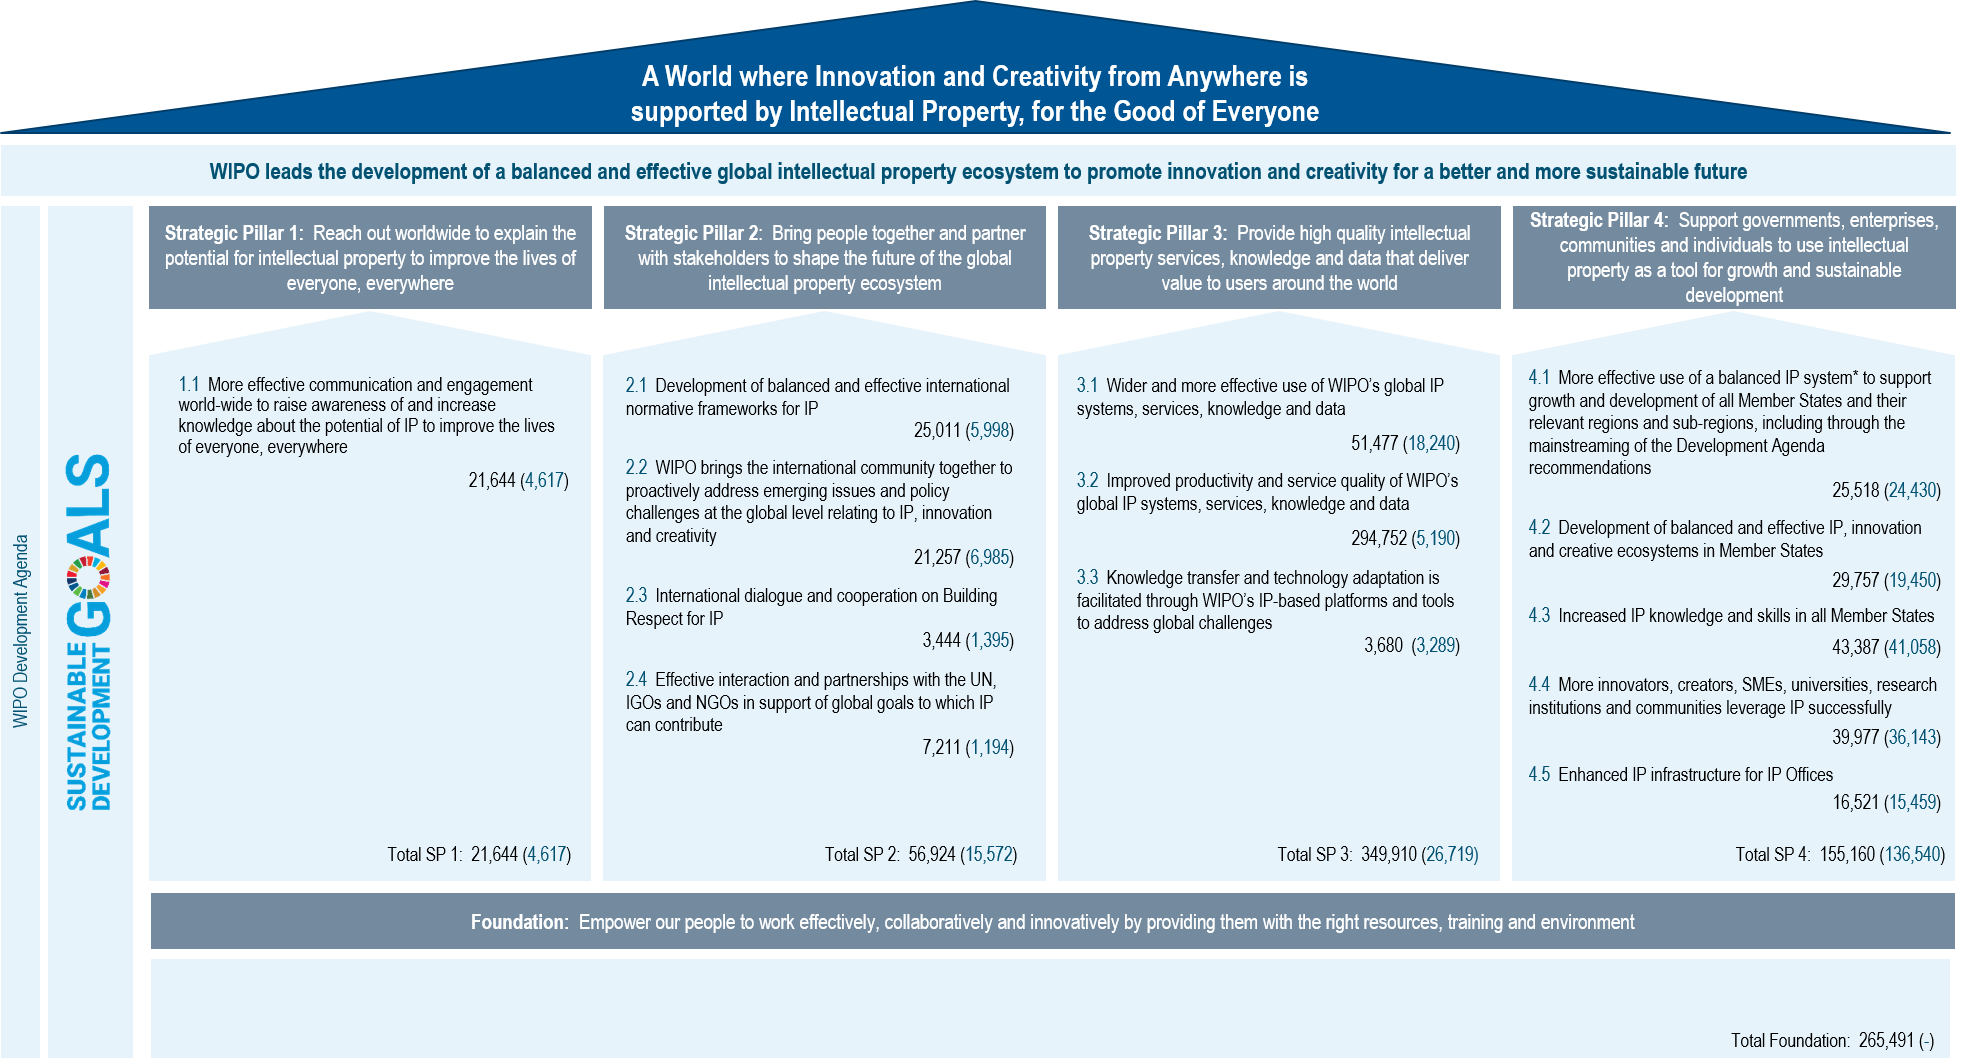 A World where Innovation and Creativity from Anywhere is
supported by Intellectual Property, for the Good of Everyone
WIPO leads the development of a balanced and effective global intellectual property ecosystem to promote innovation and creativity for a better and more sustainable future
WIPO Development Agenda
SUSTAINABLE
DEVELOPMENT
GOALS
Strategic Pillar 1: Reach out worldwide to explain the
potential for intellectual property to improve the lives of
everyone, everywhere
1.1 More effective communication and engagement
world-wide to raise awareness of and increase
knowledge about the potential of IP to improve the lives
of everyone, everywhere
21,644 (4,617)
Total SP 1: 21,644 (4,617)
Strategic Pillar 2: Bring people together and partner
with stakeholders to shape the future of the global
intellectual property ecosystem
2.1 Development of balanced and effective international
normative frameworks for IP
25,011 (5,998)
2.2 WIPO brings the international community together to
proactively address emerging issues and policy
challenges at the global level relating to IP, innovation
and creativity
21,257 (6,985)
2.3 International dialogue and cooperation on Building
Respect for IP
3,444 (1,395)
2.4 Effective interaction and partnerships with the UN,
IGOs and NGOs in support of global goals to which IP
can contribute
7,211 (1,194)
Total SP 2: 56,924 (15,572)
Strategic Pillar 3: Provide high quality intellectual
property services, knowledge and data that deliver
value to users around the world
3.1 Wider and more effective use of WIPO’s global IP
systems, services, knowledge and data
51,477 (18,240)
3.2 Improved productivity and service quality of WIPO’s
global IP systems, services, knowledge and data
294,752 (5,190)
3.3 Knowledge transfer and technology adaptation is
facilitated through WIPO’s IP-based platforms and tools
to address global challenges
3,680 (3,289)
Total SP 3: 349,910 (26,719)
Strategic Pillar 4: Support governments, enterprises,
communities and individuals to use intellectual
property as a tool for growth and sustainable
development
4.1 More effective use of a balanced IP system* to support
growth and development of all Member States and their
relevant regions and sub-regions, including through the
mainstreaming of the Development Agenda
recommendations
25,518 (24,430)
4.2 Development of balanced and effective IP, innovation
and creative ecosystems in Member States
29,757 (19,450)
4.3 Increased IP knowledge and skills in all Member States
43,387 (41,058)
4.4 More innovators, creators, SMEs, universities, research
institutions and communities leverage IP successfully
39,977 (36,143)
4.5 Enhanced IP infrastructure for IP Offices
16,521 (15,459)
Total SP 4: 155,160 (136,540)
Foundation: Empower our people to work effectively, collaboratively and innovatively by providing them with the right resources, training and environment
Total Foundation: 265,491 (-)